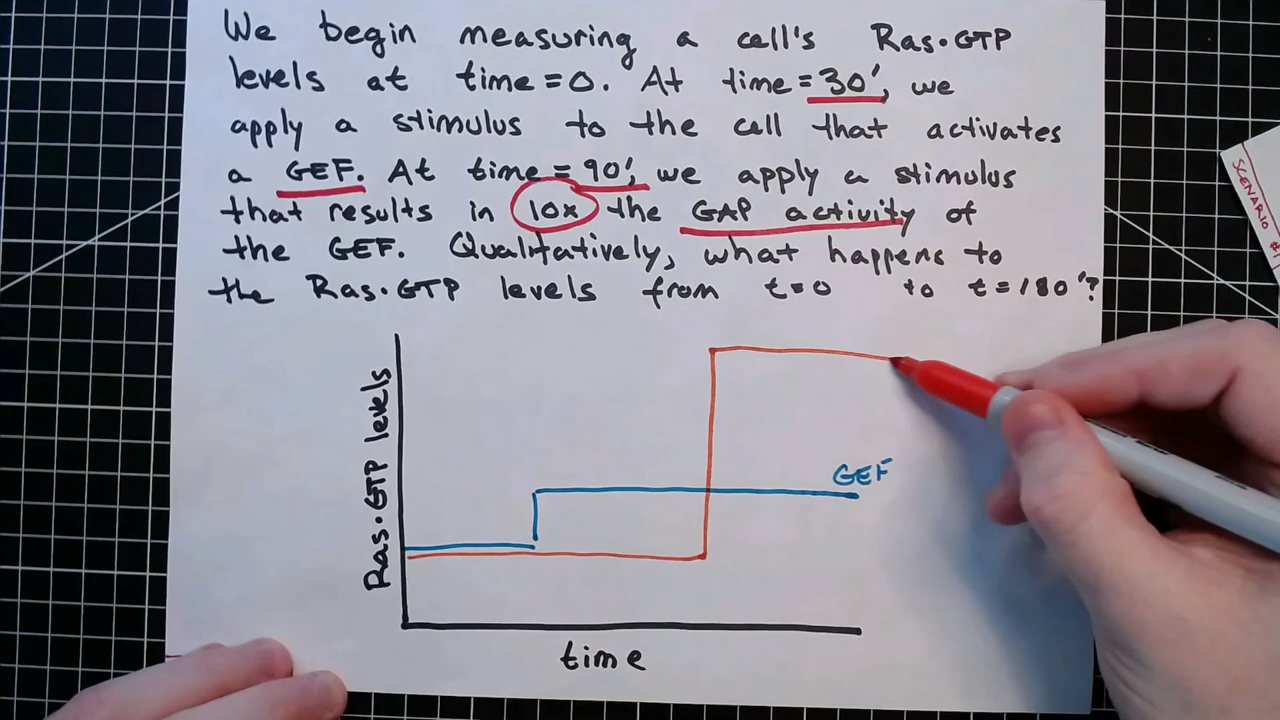 We begin measuring a cell's Ras•GTP
levels at time=0. At time=30', we
apply a stimulus to the cell that activates
a GEF. At time=90', we apply a stimulus
that results in 10x the GAP activity of
the GEF. Qualitatively, what happens to
the Ras•GTP levels from t=0 to t=180'?
SCENARIO #1
Ras•GTP levels
GEF
time